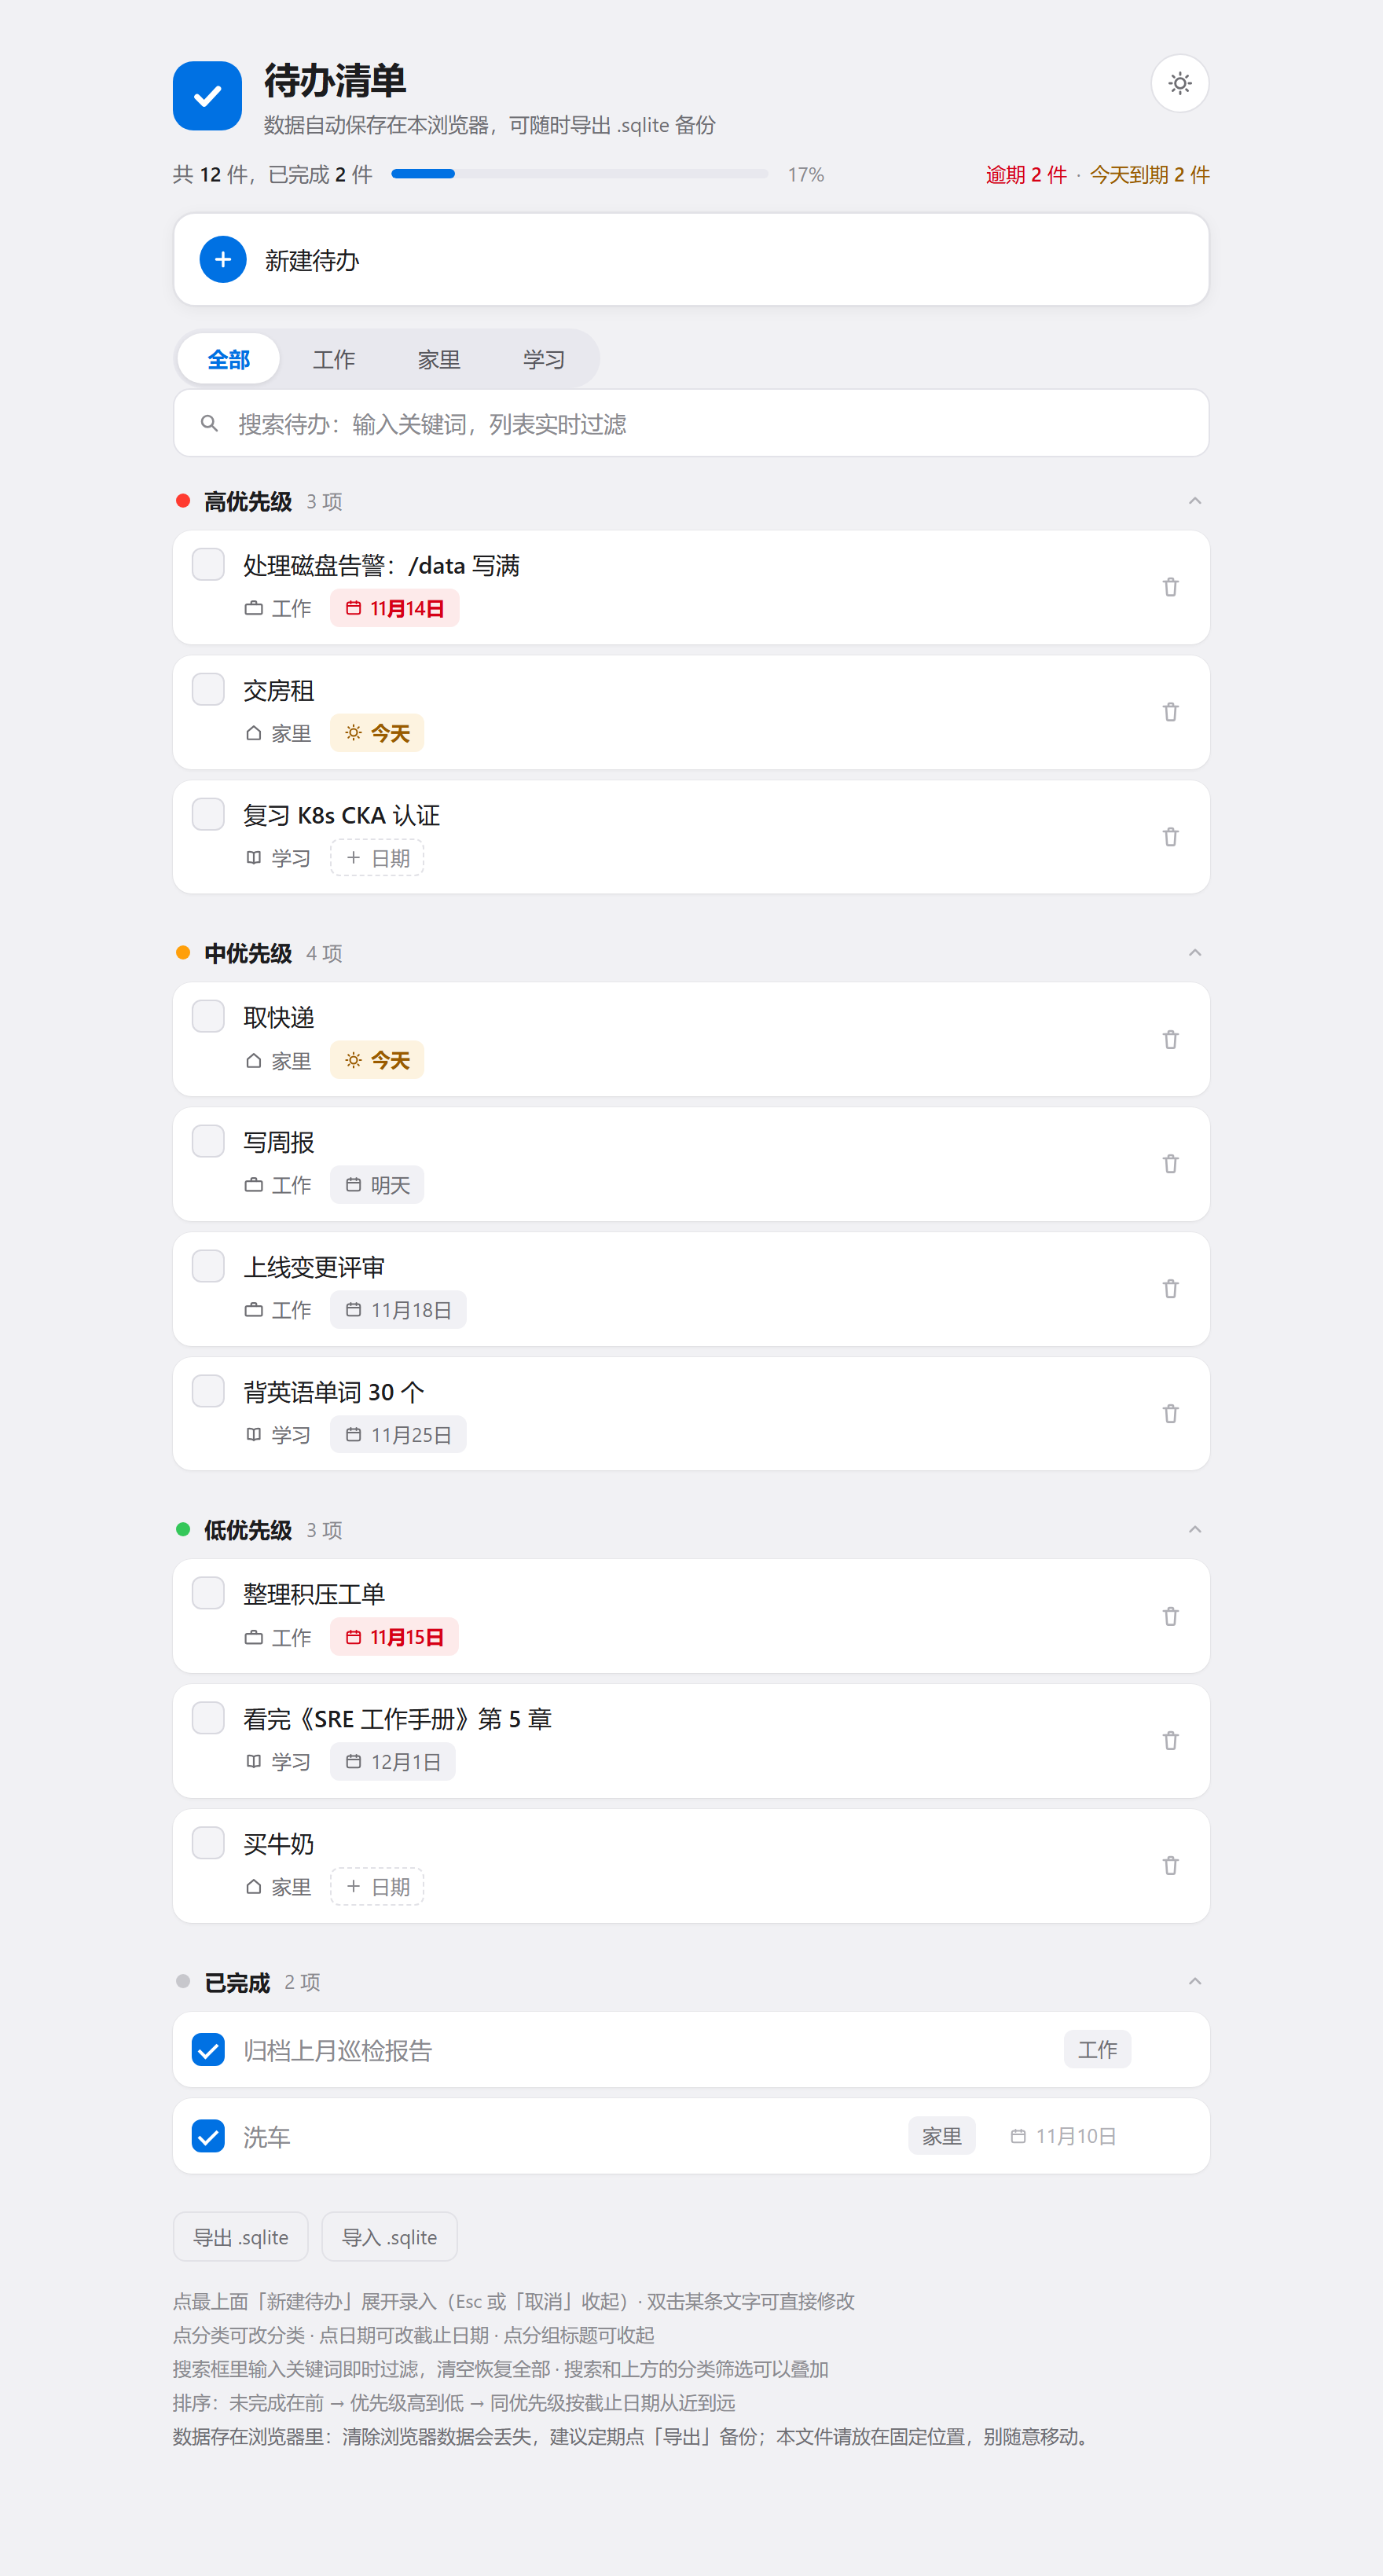 待办清单
数据自动保存在本浏览器，可随时导出 .sqlite 备份
共 12 件，已完成 2 件 17% 逾期 2 件 · 今天到期 2 件
新建待办
全部 工作 家里 学习
搜索待办：输入关键词，列表实时过滤
高优先级 3 项
处理磁盘告警：/data 写满
工作 11月14日
交房租
家里 今天
复习 K8s CKA 认证
学习 + 日期
中优先级 4 项
取快递
家里 今天
写周报
工作 明天
上线变更评审
工作 11月18日
背英语单词 30 个
学习 11月25日
低优先级 3 项
整理积压工单
工作 11月15日
看完《SRE 工作手册》第 5 章
学习 12月1日
买牛奶
家里 + 日期
已完成 2 项
归档上月巡检报告 工作
洗车 家里 11月10日
导出 .sqlite 导入 .sqlite
点最上面「新建待办」展开录入（Esc 或「取消」收起）· 双击某条文字可直接修改
点分类可改分类 · 点日期可改截止日期 · 点分组标题可收起
搜索框里输入关键词即时过滤，清空恢复全部 · 搜索和上方的分类筛选可以叠加
排序：未完成在前 → 优先级高到低 → 同优先级按截止日期从近到远
数据存在浏览器里：清除浏览器数据会丢失，建议定期点「导出」备份；本文件请放在固定位置，别随意移动。